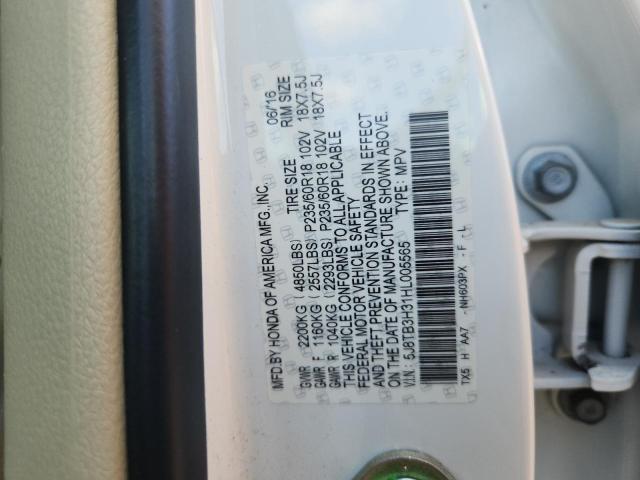 MFD.BY HONDA OF AMERICA MFG.,INC. 06/16
TIRE SIZE RIM SIZE
GVWR 2200KG (4850LBS)
GAWR F 1160KG (2557LBS) P235/60R18 102V 18X7.5J
GAWR R 1040KG (2293LBS) P235/60R18 102V 18X7.5J
THIS VEHICLE CONFORMS TO ALL APPLICABLE
FEDERAL MOTOR VEHICLE SAFETY
AND THEFT PREVENTION STANDARDS IN EFFECT
ON THE DATE OF MANUFACTURE SHOWN ABOVE.
V.I.N.: 5J8TB3H31HL005565 TYPE: MPV
TX5 H AA7 - NH603PX - F L